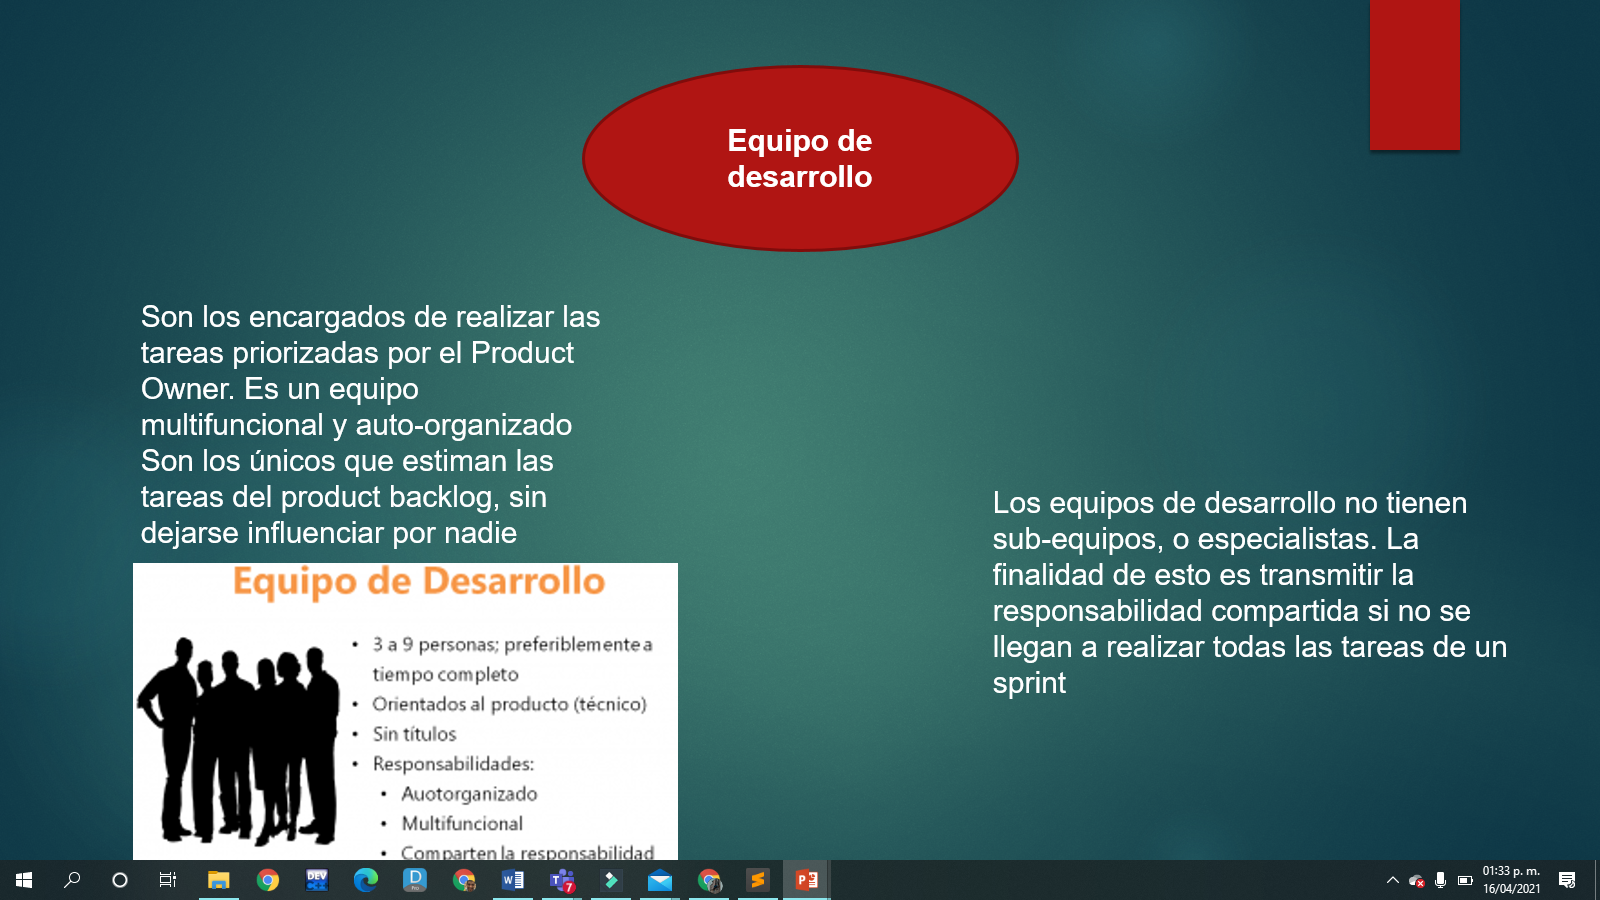 Equipo de
desarrollo
Son los encargados de realizar las
tareas priorizadas por el Product
Owner. Es un equipo
multifuncional y auto-organizado
Son los únicos que estiman las
tareas del product backlog, sin
dejarse influenciar por nadie
Los equipos de desarrollo no tienen
sub-equipos, o especialistas. La
finalidad de esto es transmitir la
responsabilidad compartida si no se
llegan a realizar todas las tareas de un
sprint
Equipo de Desarrollo
• 3 a 9 personas; preferiblemente a
tiempo completo
• Orientados al producto (técnico)
• Sin títulos
• Responsabilidades:
• Auotorganizado
• Multifuncional
• Comparten la responsabilidad
DEV
D
W
T
7
S
P
01:33 p. m.
16/04/2021